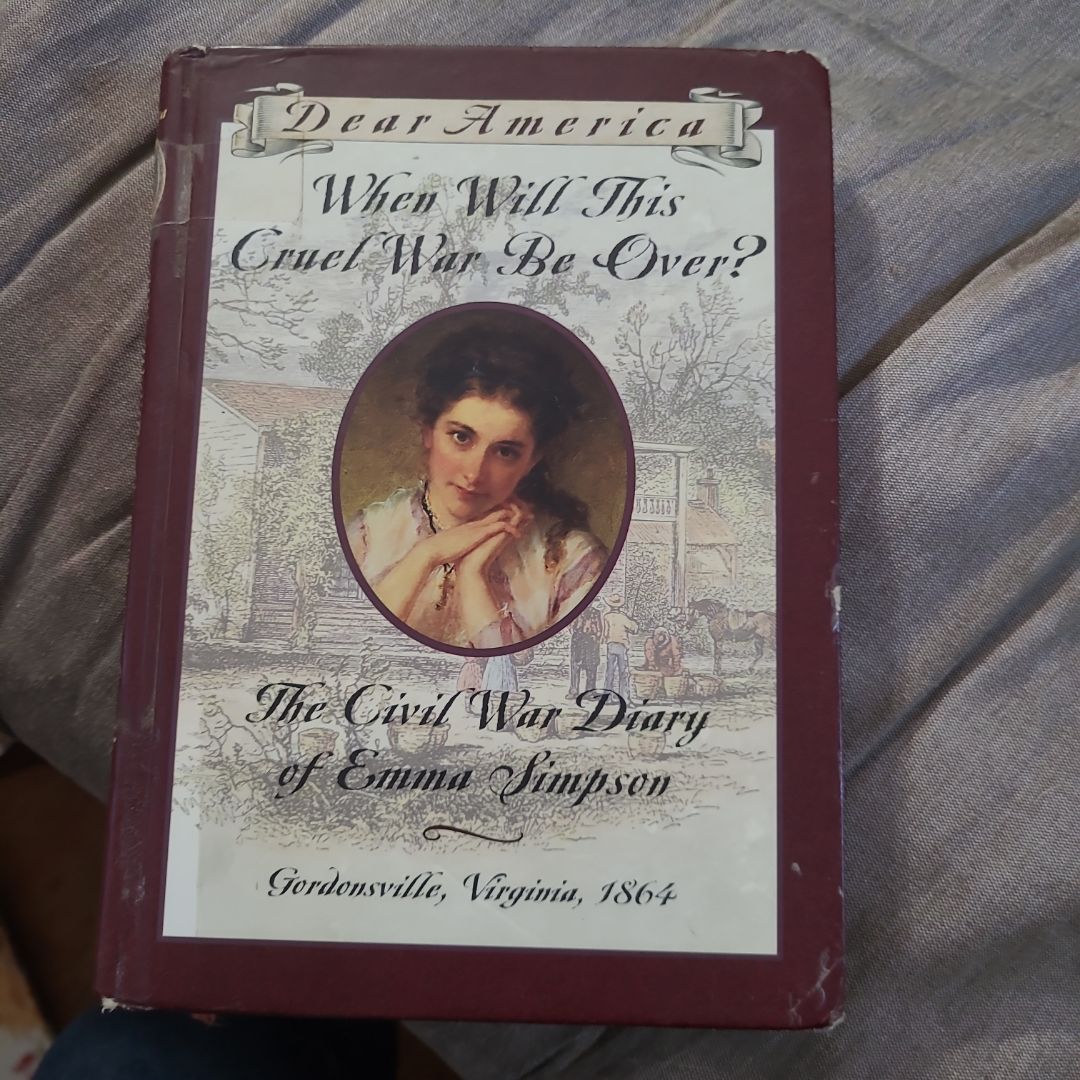 Dear America
When Will This
Cruel War Be Over?
The Civil War Diary
of Emma Simpson
Gordonsville, Virginia, 1864